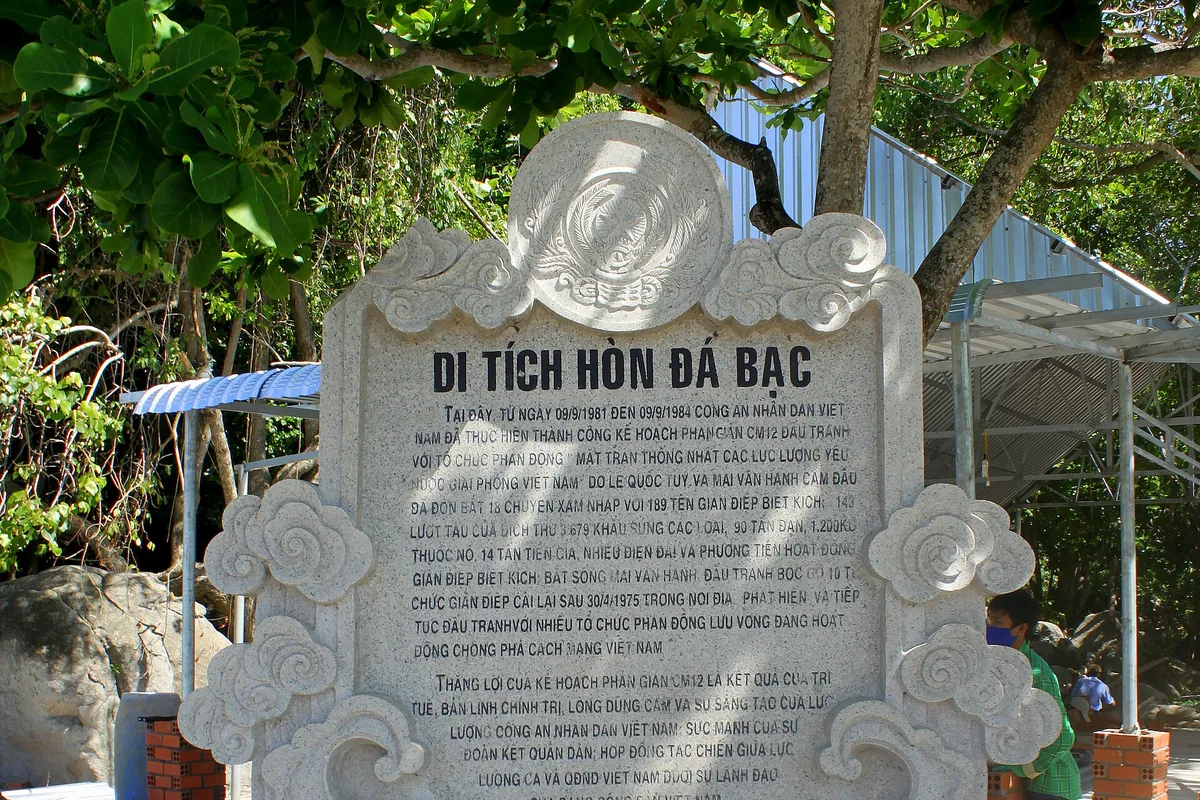 DI TÍCH HÒN ĐÁ BẠC
TẠI ĐÂY, TỪ NGÀY 09/9/1981 ĐẾN 09/9/1984 CÔNG AN NHÂN DÂN VIỆT
NAM ĐÃ THỰC HIỆN THÀNH CÔNG KẾ HOẠCH PHẢN GIÁN CM12 ĐẤU TRANH
VỚI TỔ CHỨC PHẢN ĐỘNG "MẶT TRẬN THỐNG NHẤT CÁC LỰC LƯỢNG YÊU
NƯỚC GIẢI PHÓNG VIỆT NAM" DO LÊ QUỐC TÚY VÀ MAI VĂN HẠNH CẦM ĐẦU
ĐÃ ĐÓN BẮT 18 CHUYẾN XÂM NHẬP VỚI 189 TÊN GIÁN ĐIỆP BIỆT KÍCH; 143
LƯỢT TÀU CỦA ĐỊCH THU 3.679 KHẨU SÚNG CÁC LOẠI, 90 TẤN ĐẠN, 1.200KG
THUỐC NỔ, 14 TẤN TIỀN GIẢ, NHIỀU ĐIỆN ĐÀI VÀ PHƯƠNG TIỆN HOẠT ĐỘNG
GIÁN ĐIỆP BIỆT KÍCH; BẮT SỐNG MAI VĂN HẠNH, ĐẤU TRANH BÓC GỠ 10 TỔ
CHỨC GIÁN ĐIỆP CÀI LẠI SAU 30/4/1975 TRONG NỘI ĐỊA PHÁT HIỆN VÀ TIẾP
TỤC ĐẤU TRANHVỚI NHIỀU TỔ CHỨC PHẢN ĐỘNG LƯU VONG ĐANG HOẠT
ĐỘNG CHỐNG PHÁ CÁCH MẠNG VIỆT NAM
THẮNG LỢI CỦA KẾ HOẠCH PHẢN GIÁN CM12 LÀ KẾT QUẢ CỦA TRÍ
TUỆ, BẢN LĨNH CHÍNH TRỊ, LÒNG DŨNG CẢM VÀ SỰ SÁNG TẠO CỦA LỰC
LƯỢNG CÔNG AN NHÂN DÂN VIỆT NAM; SỨC MẠNH CỦA SỰ
ĐOÀN KẾT QUÂN DÂN; HỢP ĐỒNG TÁC CHIẾN GIỮA LỰC
LƯỢNG CA VÀ QĐND VIỆT NAM DƯỚI SỰ LÃNH ĐẠO
CỦA ĐẢNG CỘNG SẢN VIỆT NAM